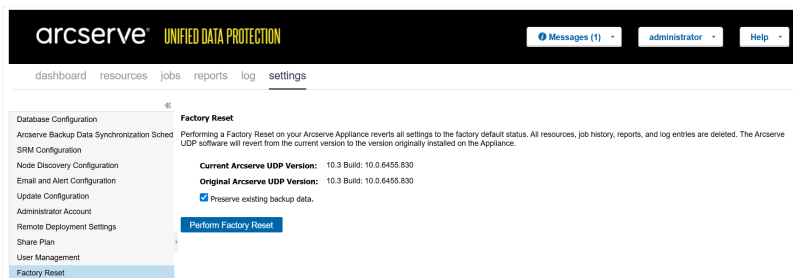 arcserve® UNIFIED DATA PROTECTION
Messages (1)
administrator
Help
dashboard resources jobs reports log settings
Database Configuration
Arcserve Backup Data Synchronization Sched
SRM Configuration
Node Discovery Configuration
Email and Alert Configuration
Update Configuration
Administrator Account
Remote Deployment Settings
Share Plan
User Management
Factory Reset
Factory Reset
Performing a Factory Reset on your Arcserve Appliance reverts all settings to the factory default status. All resources, job history, reports, and log entries are deleted. The Arcserve
UDP software will revert from the current version to the version originally installed on the Appliance.
Current Arcserve UDP Version: 10.3 Build: 10.0.6455.830
Original Arcserve UDP Version: 10.3 Build: 10.0.6455.830
Preserve existing backup data.
Perform Factory Reset